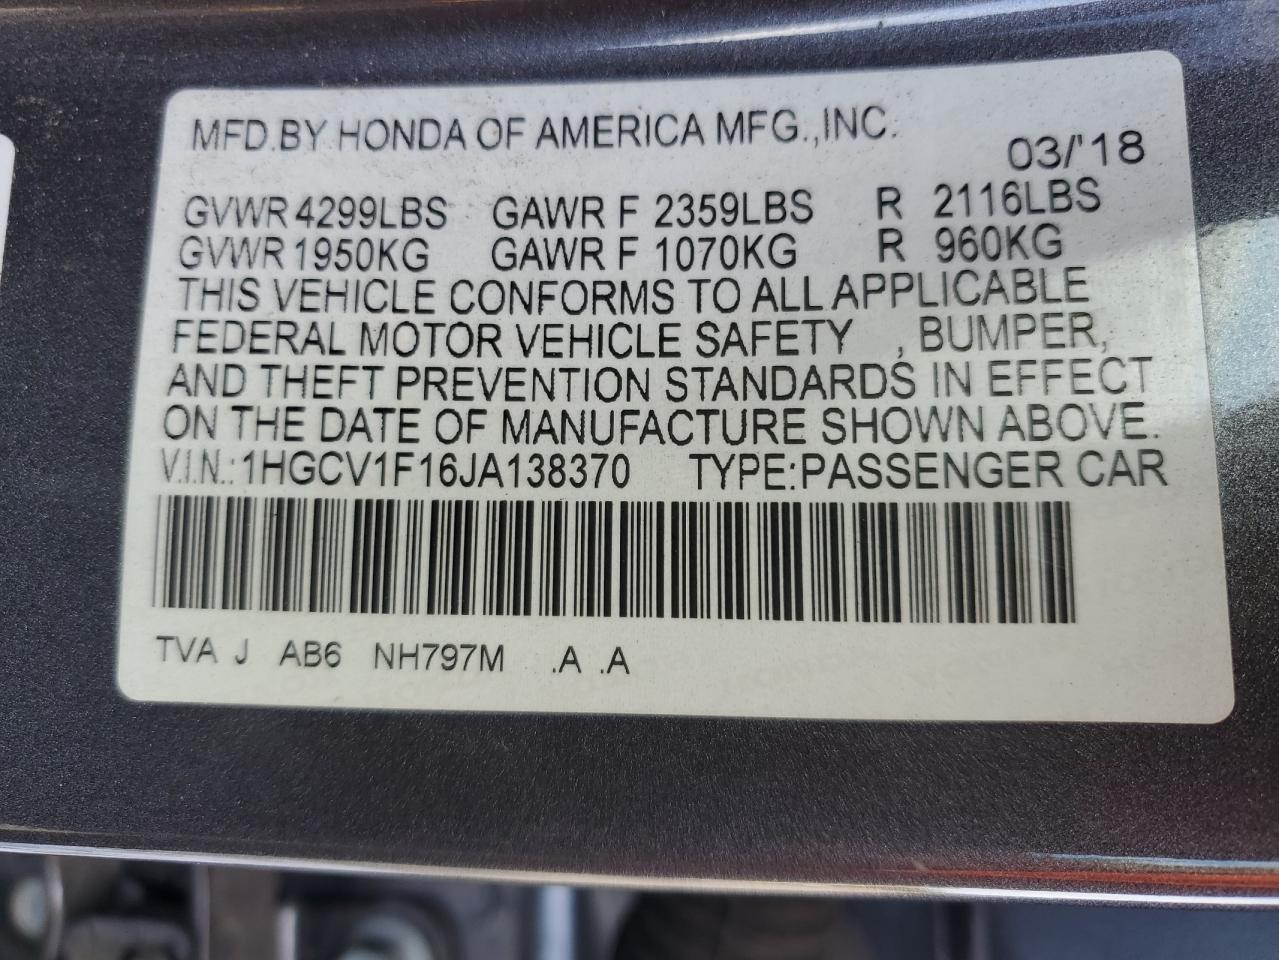 MFD.BY HONDA OF AMERICA MFG.,INC.
03/'18
GVWR 4299LBS GAWR F 2359LBS R 2116LBS
GVWR 1950KG GAWR F 1070KG R 960KG
THIS VEHICLE CONFORMS TO ALL APPLICABLE
FEDERAL MOTOR VEHICLE SAFETY , BUMPER,
AND THEFT PREVENTION STANDARDS IN EFFECT
ON THE DATE OF MANUFACTURE SHOWN ABOVE.
V.I.N.: 1HGCV1F16JA138370 TYPE:PASSENGER CAR
TVA J AB6 NH797M .A .A